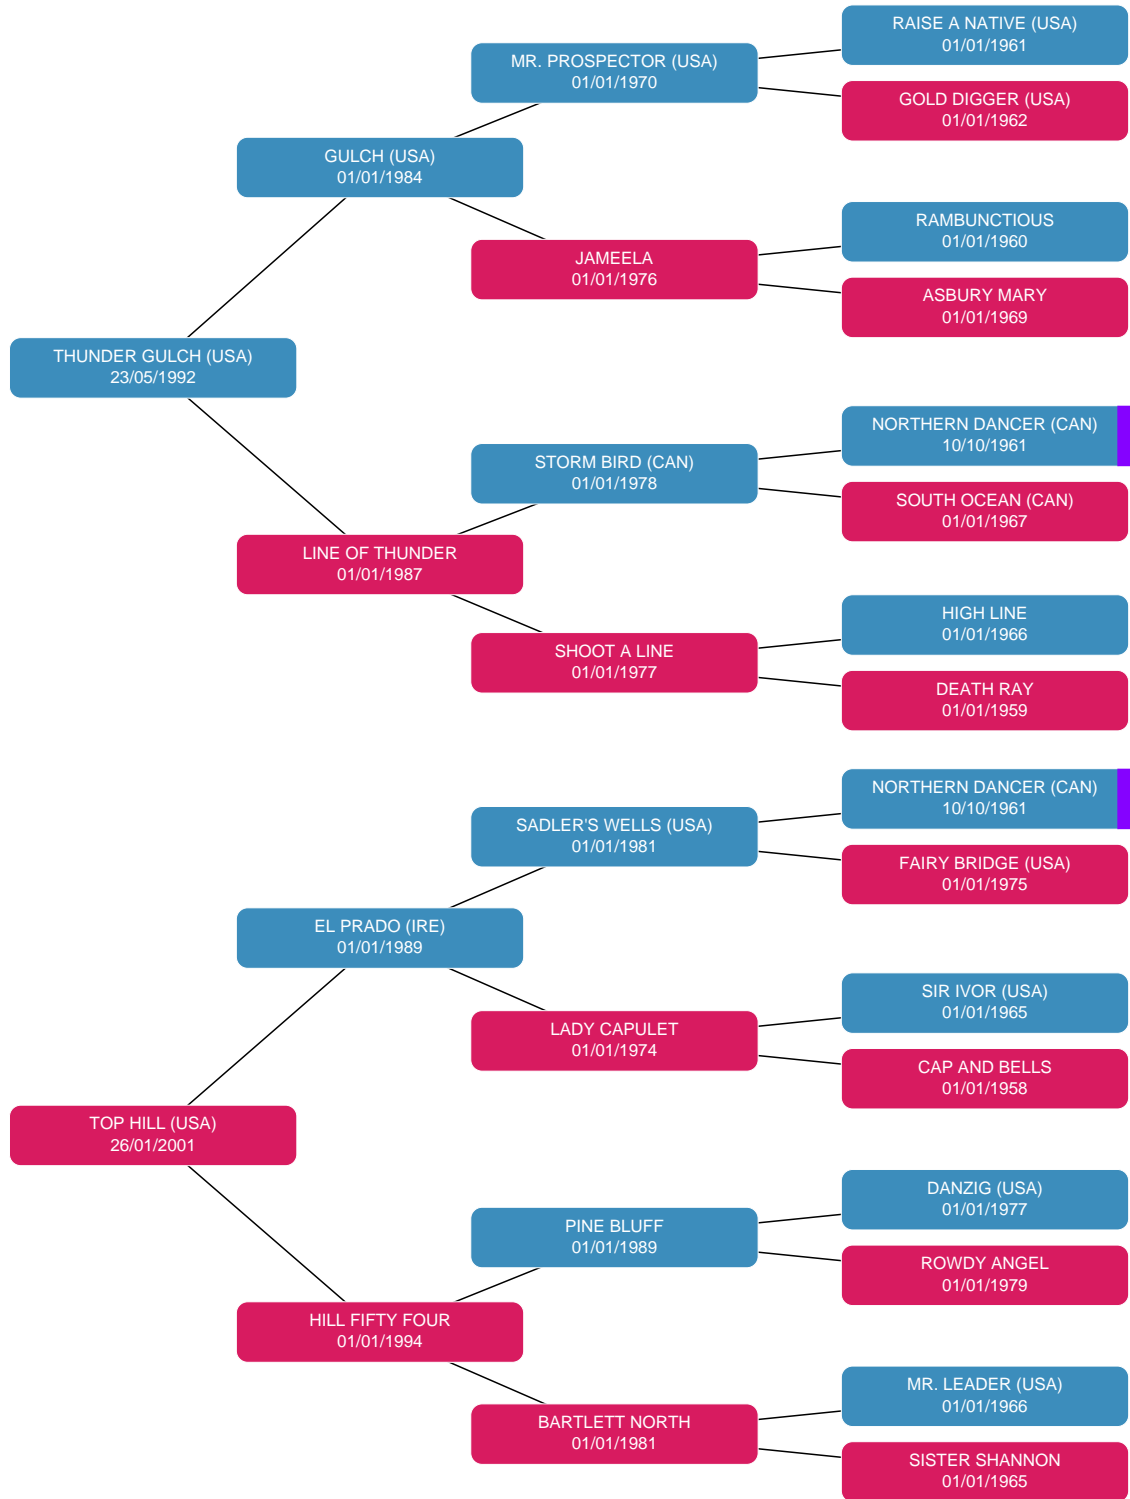 RAISE A NATIVE (USA)
01/01/1961
MR. PROSPECTOR (USA)
01/01/1970
GOLD DIGGER (USA)
01/01/1962
GULCH (USA)
01/01/1984
RAMBUNCTIOUS
01/01/1960
JAMEELA
01/01/1976
ASBURY MARY
01/01/1969
THUNDER GULCH (USA)
23/05/1992
NORTHERN DANCER (CAN)
10/10/1961
STORM BIRD (CAN)
01/01/1978
SOUTH OCEAN (CAN)
01/01/1967
LINE OF THUNDER
01/01/1987
HIGH LINE
01/01/1966
SHOOT A LINE
01/01/1977
DEATH RAY
01/01/1959
NORTHERN DANCER (CAN)
10/10/1961
SADLER'S WELLS (USA)
01/01/1981
FAIRY BRIDGE (USA)
01/01/1975
EL PRADO (IRE)
01/01/1989
SIR IVOR (USA)
01/01/1965
LADY CAPULET
01/01/1974
CAP AND BELLS
01/01/1958
TOP HILL (USA)
26/01/2001
DANZIG (USA)
01/01/1977
PINE BLUFF
01/01/1989
ROWDY ANGEL
01/01/1979
HILL FIFTY FOUR
01/01/1994
MR. LEADER (USA)
01/01/1966
BARTLETT NORTH
01/01/1981
SISTER SHANNON
01/01/1965